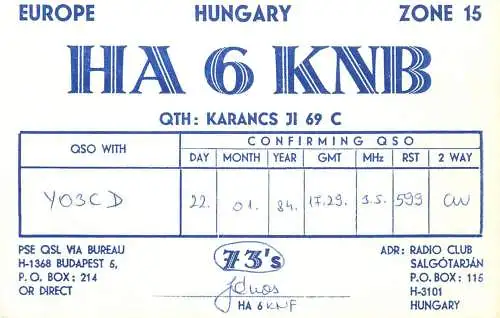 EUROPE HUNGARY ZONE 15
HA 6 KNB
QTH: KARANCS JI 69 C
QSO WITH CONFIRMING QSO
DAY MONTH YEAR GMT MHz RST 2 WAY
YO3CD 22. 01. 84. 17.29. 3.5. 599 CW
PSE QSL VIA BUREAU
H-1368 BUDAPEST 5,
P. O. BOX: 214
OR DIRECT
73's
János
HA 6 KNF
ADR: RADIO CLUB
SALGÓTARJÁN
P. O. BOX: 115
H-3101
HUNGARY